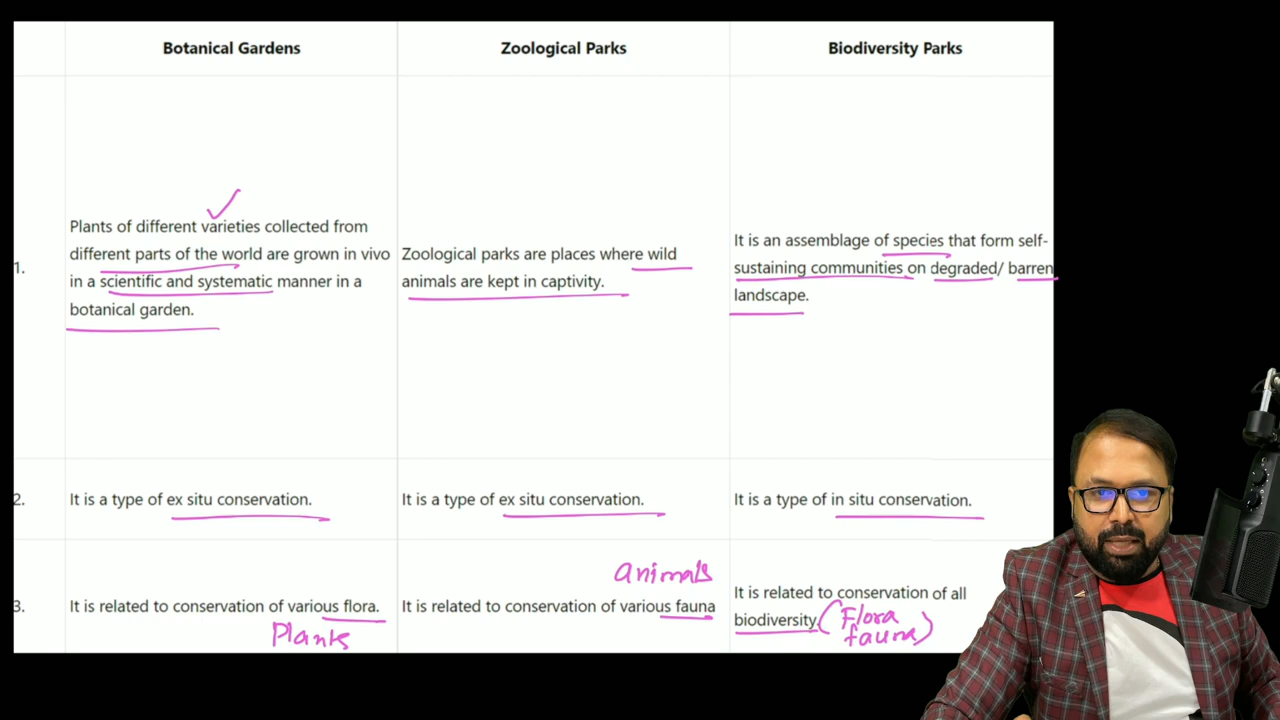 Botanical Gardens
Zoological Parks
Biodiversity Parks
1.
Plants of different varieties collected from
different parts of the world are grown in vivo
in a scientific and systematic manner in a
botanical garden.
Zoological parks are places where wild
animals are kept in captivity.
It is an assemblage of species that form self-
sustaining communities on degraded/ barren
landscape.
2.
It is a type of ex situ conservation.
It is a type of ex situ conservation.
It is a type of in situ conservation.
3.
It is related to conservation of various flora.
Plants
animals
It is related to conservation of various fauna
It is related to conservation of all
biodiversity. (Flora
fauna)